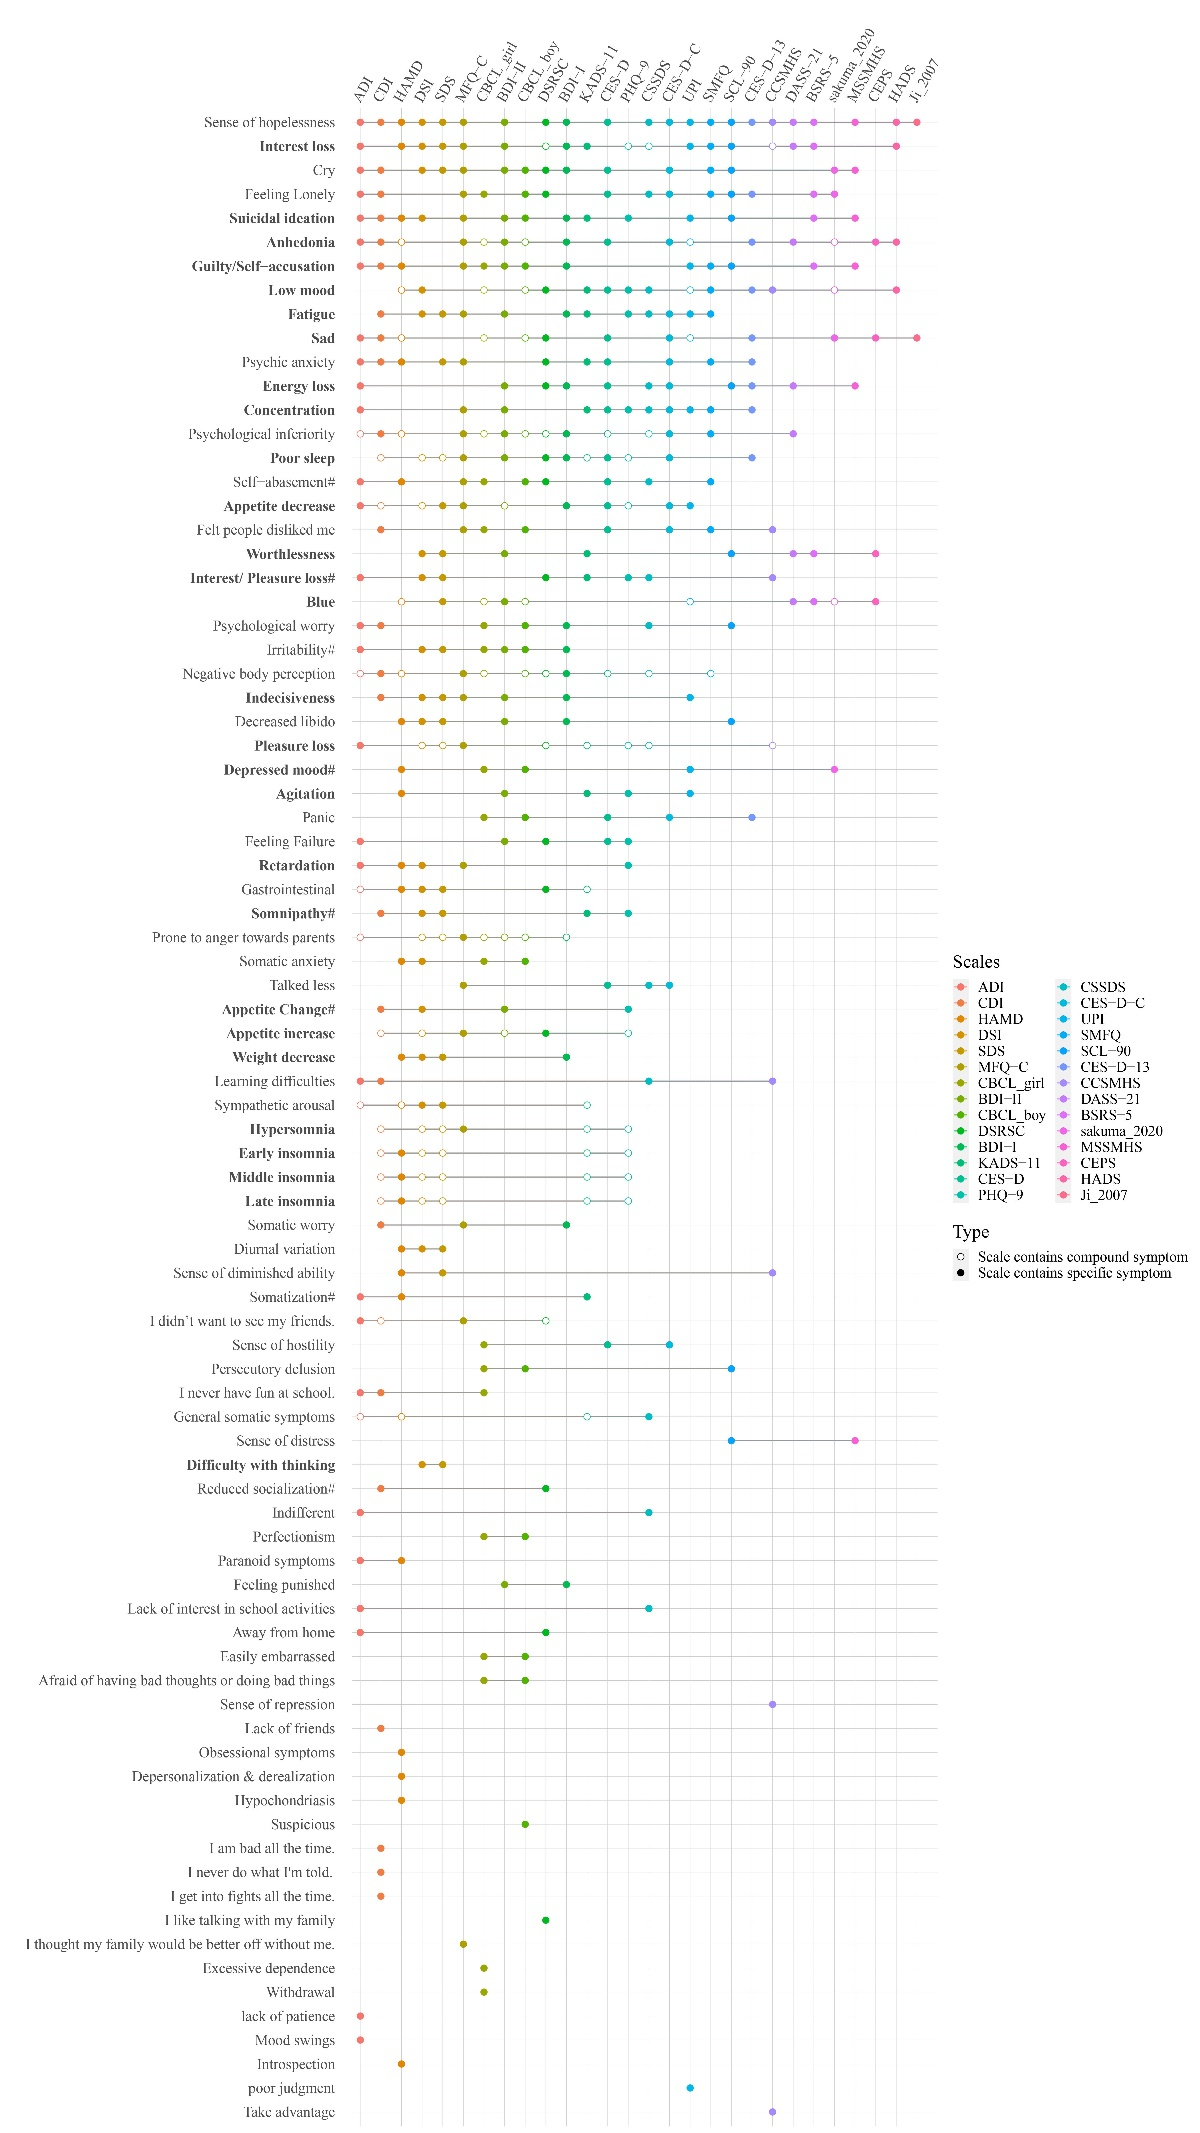 ADI
CDI
HAMD
DSI
SDS
MFQ−C
CBCL_girl
BDI−II
CBCL_boy
DSRSC
BDI−I
KADS−11
CES−D
PHQ−9
CSSDS
CES−D−C
UPI
SMFQ
SCL−90
CES−D−13
CCSMHS
DASS−21
BSRS−5
sakuma_2020
MSSMHS
CEPS
HADS
Ji_2007
Sense of hopelessness
Interest loss
Cry
Feeling Lonely
Suicidal ideation
Anhedonia
Guilty/Self−accusation
Low mood
Fatigue
Sad
Psychic anxiety
Energy loss
Concentration
Psychological inferiority
Poor sleep
Self−abasement#
Appetite decrease
Felt people disliked me
Worthlessness
Interest/ Pleasure loss#
Blue
Psychological worry
Irritability#
Negative body perception
Indecisiveness
Decreased libido
Pleasure loss
Depressed mood#
Agitation
Panic
Feeling Failure
Retardation
Gastrointestinal
Somnipathy#
Prone to anger towards parents
Somatic anxiety
Talked less
Appetite Change#
Appetite increase
Weight decrease
Learning difficulties
Sympathetic arousal
Hypersomnia
Early insomnia
Middle insomnia
Late insomnia
Somatic worry
Diurnal variation
Sense of diminished ability
Somatization#
I didn't want to see my friends.
Sense of hostility
Persecutory delusion
I never have fun at school.
General somatic symptoms
Sense of distress
Difficulty with thinking
Reduced socialization#
Indifferent
Perfectionism
Paranoid symptoms
Feeling punished
Lack of interest in school activities
Away from home
Easily embarrassed
Afraid of having bad thoughts or doing bad things
Sense of repression
Lack of friends
Obsessional symptoms
Depersonalization & derealization
Hypochondriasis
Suspicious
I am bad all the time.
I never do what I'm told.
I get into fights all the time.
I like talking with my family
I thought my family would be better off without me.
Excessive dependence
Withdrawal
lack of patience
Mood swings
Introspection
poor judgment
Take advantage
Scales
ADI
CDI
HAMD
DSI
SDS
MFQ−C
CBCL_girl
BDI−II
CBCL_boy
DSRSC
BDI−I
KADS−11
CES−D
PHQ−9
CSSDS
CES−D−C
UPI
SMFQ
SCL−90
CES−D−13
CCSMHS
DASS−21
BSRS−5
sakuma_2020
MSSMHS
CEPS
HADS
Ji_2007
Type
Scale contains compound symptom
Scale contains specific symptom